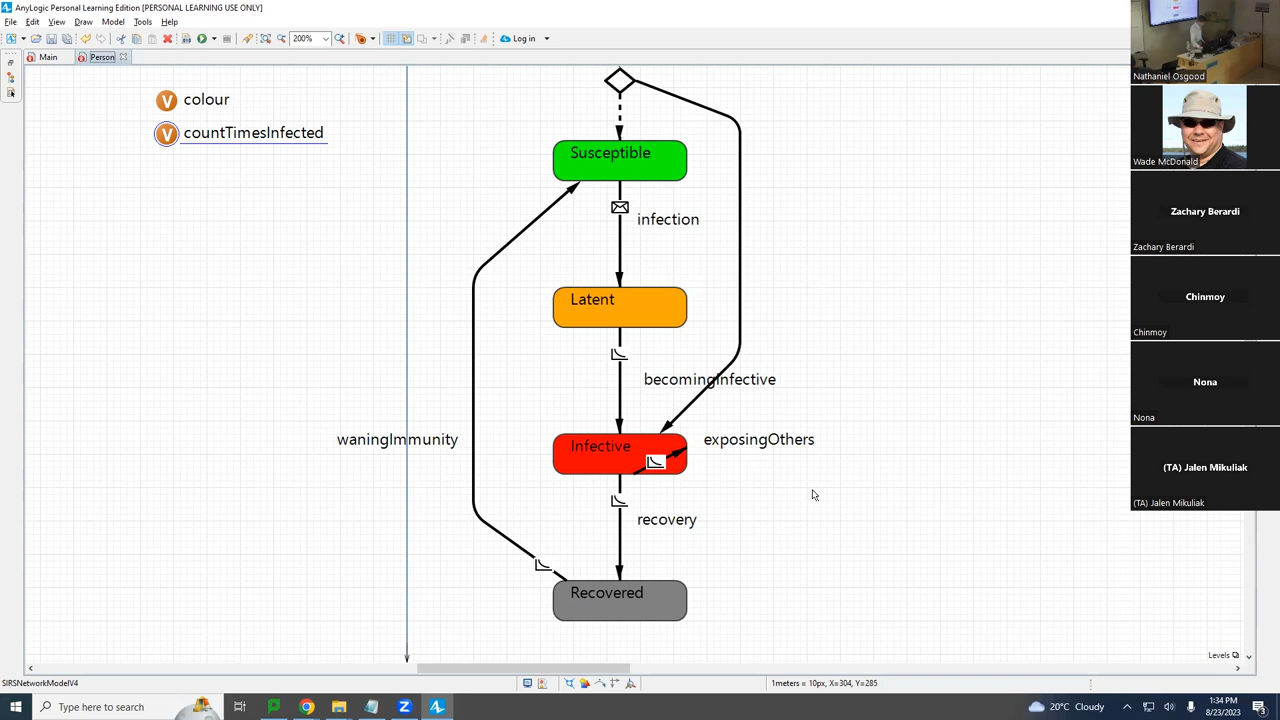 AnyLogic Personal Learning Edition [PERSONAL LEARNING USE ONLY]
File Edit View Draw Model Tools Help
200%
Log in
Main
Person
colour
countTimesInfected
Susceptible
infection
Latent
becomingInfective
waningImmunity
Infective
exposingOthers
recovery
Recovered
Levels
SIRSNetworkModelV4
1meters = 10px, X=304, Y=285
Nathaniel Osgood
Wade McDonald
Zachary Berardi
Zachary Berardi
Chinmoy
Chinmoy
Nona
Nona
(TA) Jalen Mikuliak
(TA) Jalen Mikuliak
Type here to search
20°C Cloudy
1:34 PM
8/23/2023
3